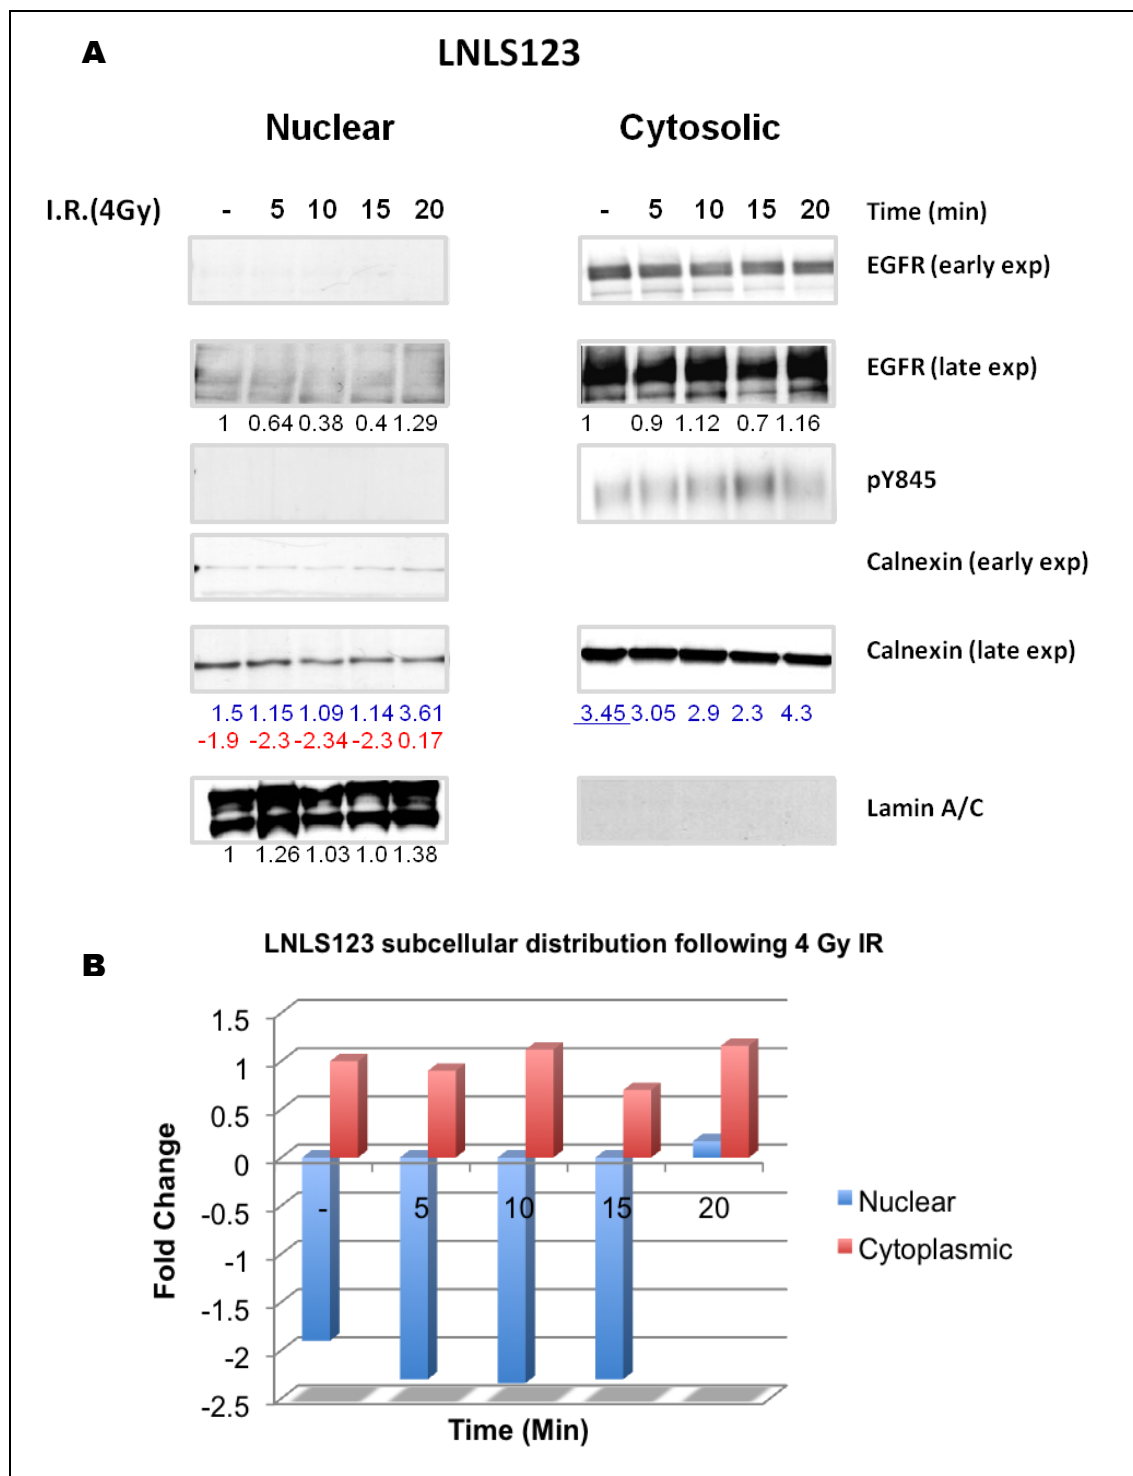 A
LNLS123
Nuclear Cytosolic
I.R.(4Gy) - 5 10 15 20 - 5 10 15 20 Time (min)
EGFR (early exp)
EGFR (late exp)
1 0.64 0.38 0.4 1.29 1 0.9 1.12 0.7 1.16
pY845
Calnexin (early exp)
Calnexin (late exp)
1.5 1.15 1.09 1.14 3.61 3.45 3.05 2.9 2.3 4.3
-1.9 -2.3 -2.34 -2.3 0.17
Lamin A/C
1 1.26 1.03 1.0 1.38
LNLS123 subcellular distribution following 4 Gy IR
B
1.5
1
0.5
0
-0.5
-1
-1.5
-2
-2.5
Fold Change
- 5 10 15 20
Nuclear
Cytoplasmic
Time (Min)